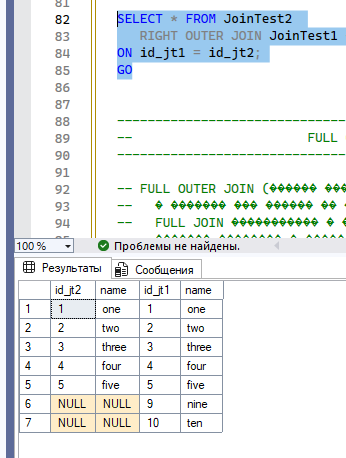 81
82 SELECT * FROM JoinTest2
83 RIGHT OUTER JOIN JoinTest1
84 ON id_jt1 = id_jt2;
85 GO
86
87
88 --------------------------------
89 -- FULL
90 --------------------------------
91
92 -- FULL OUTER JOIN (������ ���
93 -- � ������� ��� ������ �� ��
94 -- FULL JOIN ���������� � �
100 % Проблемы не найдены.
Результаты Сообщения
id_jt2 name id_jt1 name
1 1 one 1 one
2 2 two 2 two
3 3 three 3 three
4 4 four 4 four
5 5 five 5 five
6 NULL NULL 9 nine
7 NULL NULL 10 ten